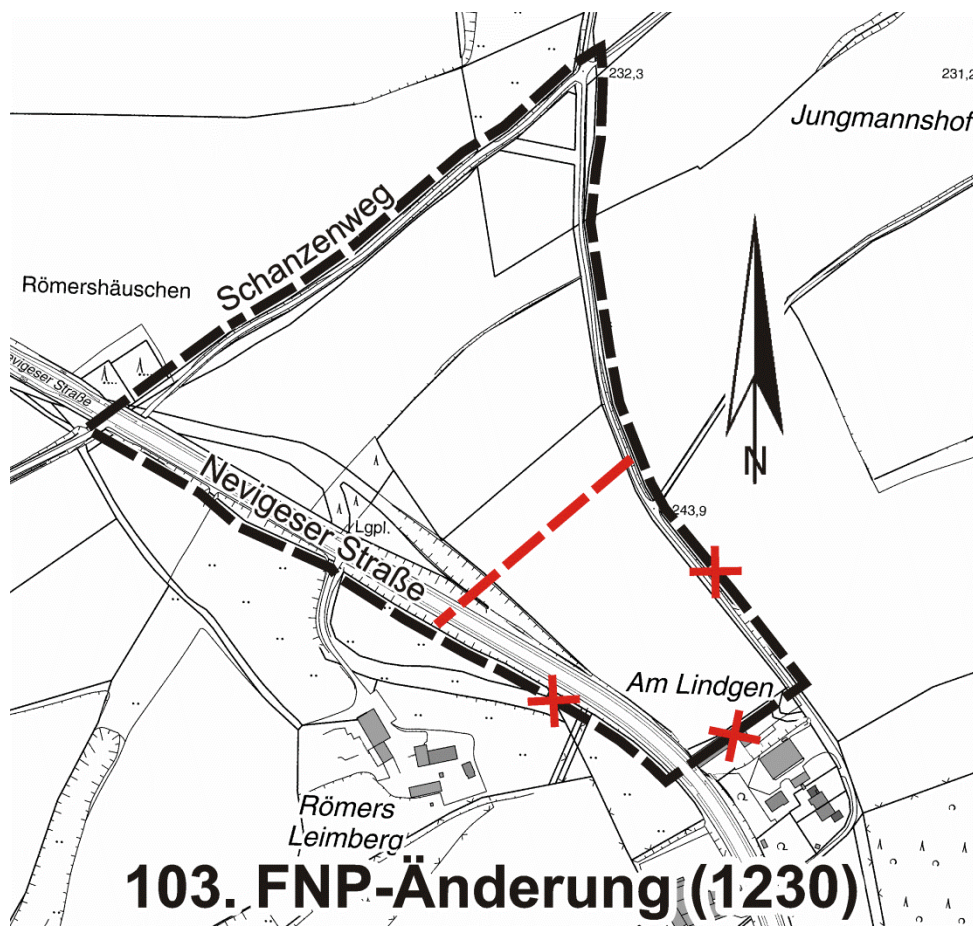 232,3
231,2
Jungmannshof
Schanzenweg
Römershäuschen
Nevigeser Straße
N
Nevigeser Straße
Lgpl.
243,9
Am Lindgen
Römers
Leimberg
103. FNP-Änderung (1230)